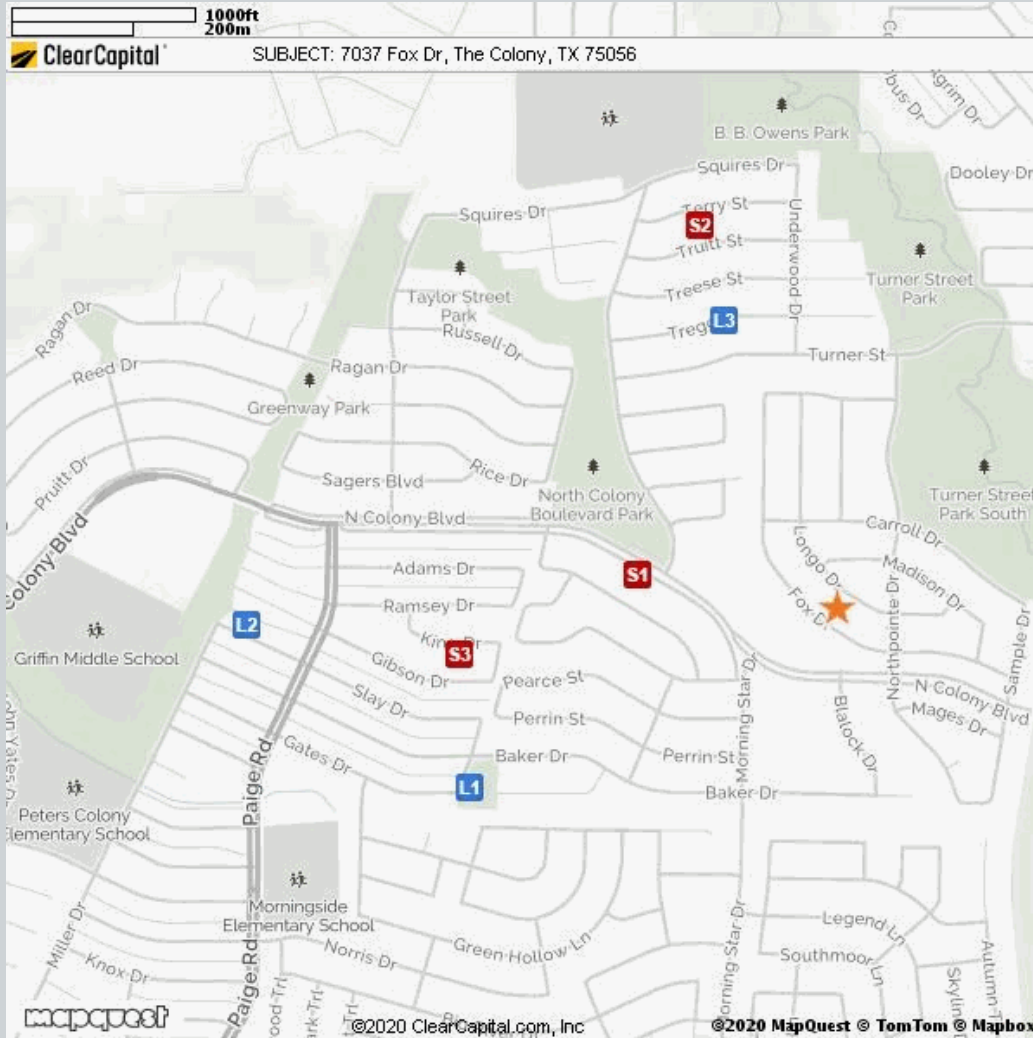 1000ft
200m
ClearCapital
SUBJECT: 7037 Fox Dr, The Colony, TX 75056
B. B. Owens Park
Squires Dr
Dooley Dr
Terry St
Squires Dr
S2
Underwood Dr
Truitt St
Treese St
Turner Street
Park
Taylor Street
Park
L3
Ragan Dr
Russell Dr
Turner St
Ragan Dr
Reed Dr
Greenway Park
Pruitt Dr
Sagers Blvd
Rice Dr
North Colony
Boulevard Park
Turner Street
Park South
N Colony Blvd
Carroll Dr
Colony Blvd
Longo Dr
Madison Dr
Adams Dr
S1
Ramsey Dr
Fox Dr
L2
Northpointe Dr
Sample Dr
King Dr
S3
Griffin Middle School
Gibson Dr
Pearce St
N Colony Blvd
Slay Dr
Perrin St
Mages Dr
Morning Star Dr
Blalock Dr
Gates Dr
Baker Dr
Perrin St
Paige Rd
L1
Baker Dr
Peters Colony
Elementary School
Morningside
Elementary School
Miller Dr
Legend Ln
Green Hollow Ln
Norris Dr
Southmoor Ln
Knox Dr
Paige Rd
Morning Star Dr
mapquest
©2020 ClearCapital.com, Inc
©2020 MapQuest © TomTom © Mapbox